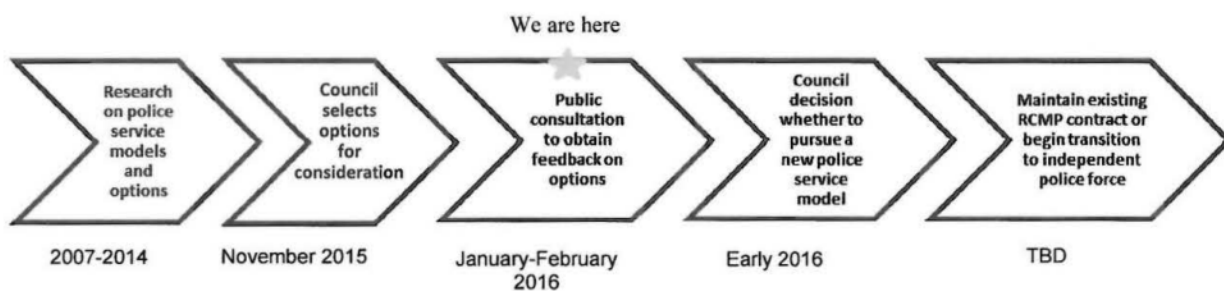 We are here
Research
on police
service
models
and
options
Council
selects
options
for
consideration
Public
consultation
to obtain
feedback on
options
Council
decision
whether to
pursue a
new police
service
model
Maintain existing
RCMP contract or
begin transition
to independent
police force
2007-2014
November 2015
January-February
2016
Early 2016
TBD